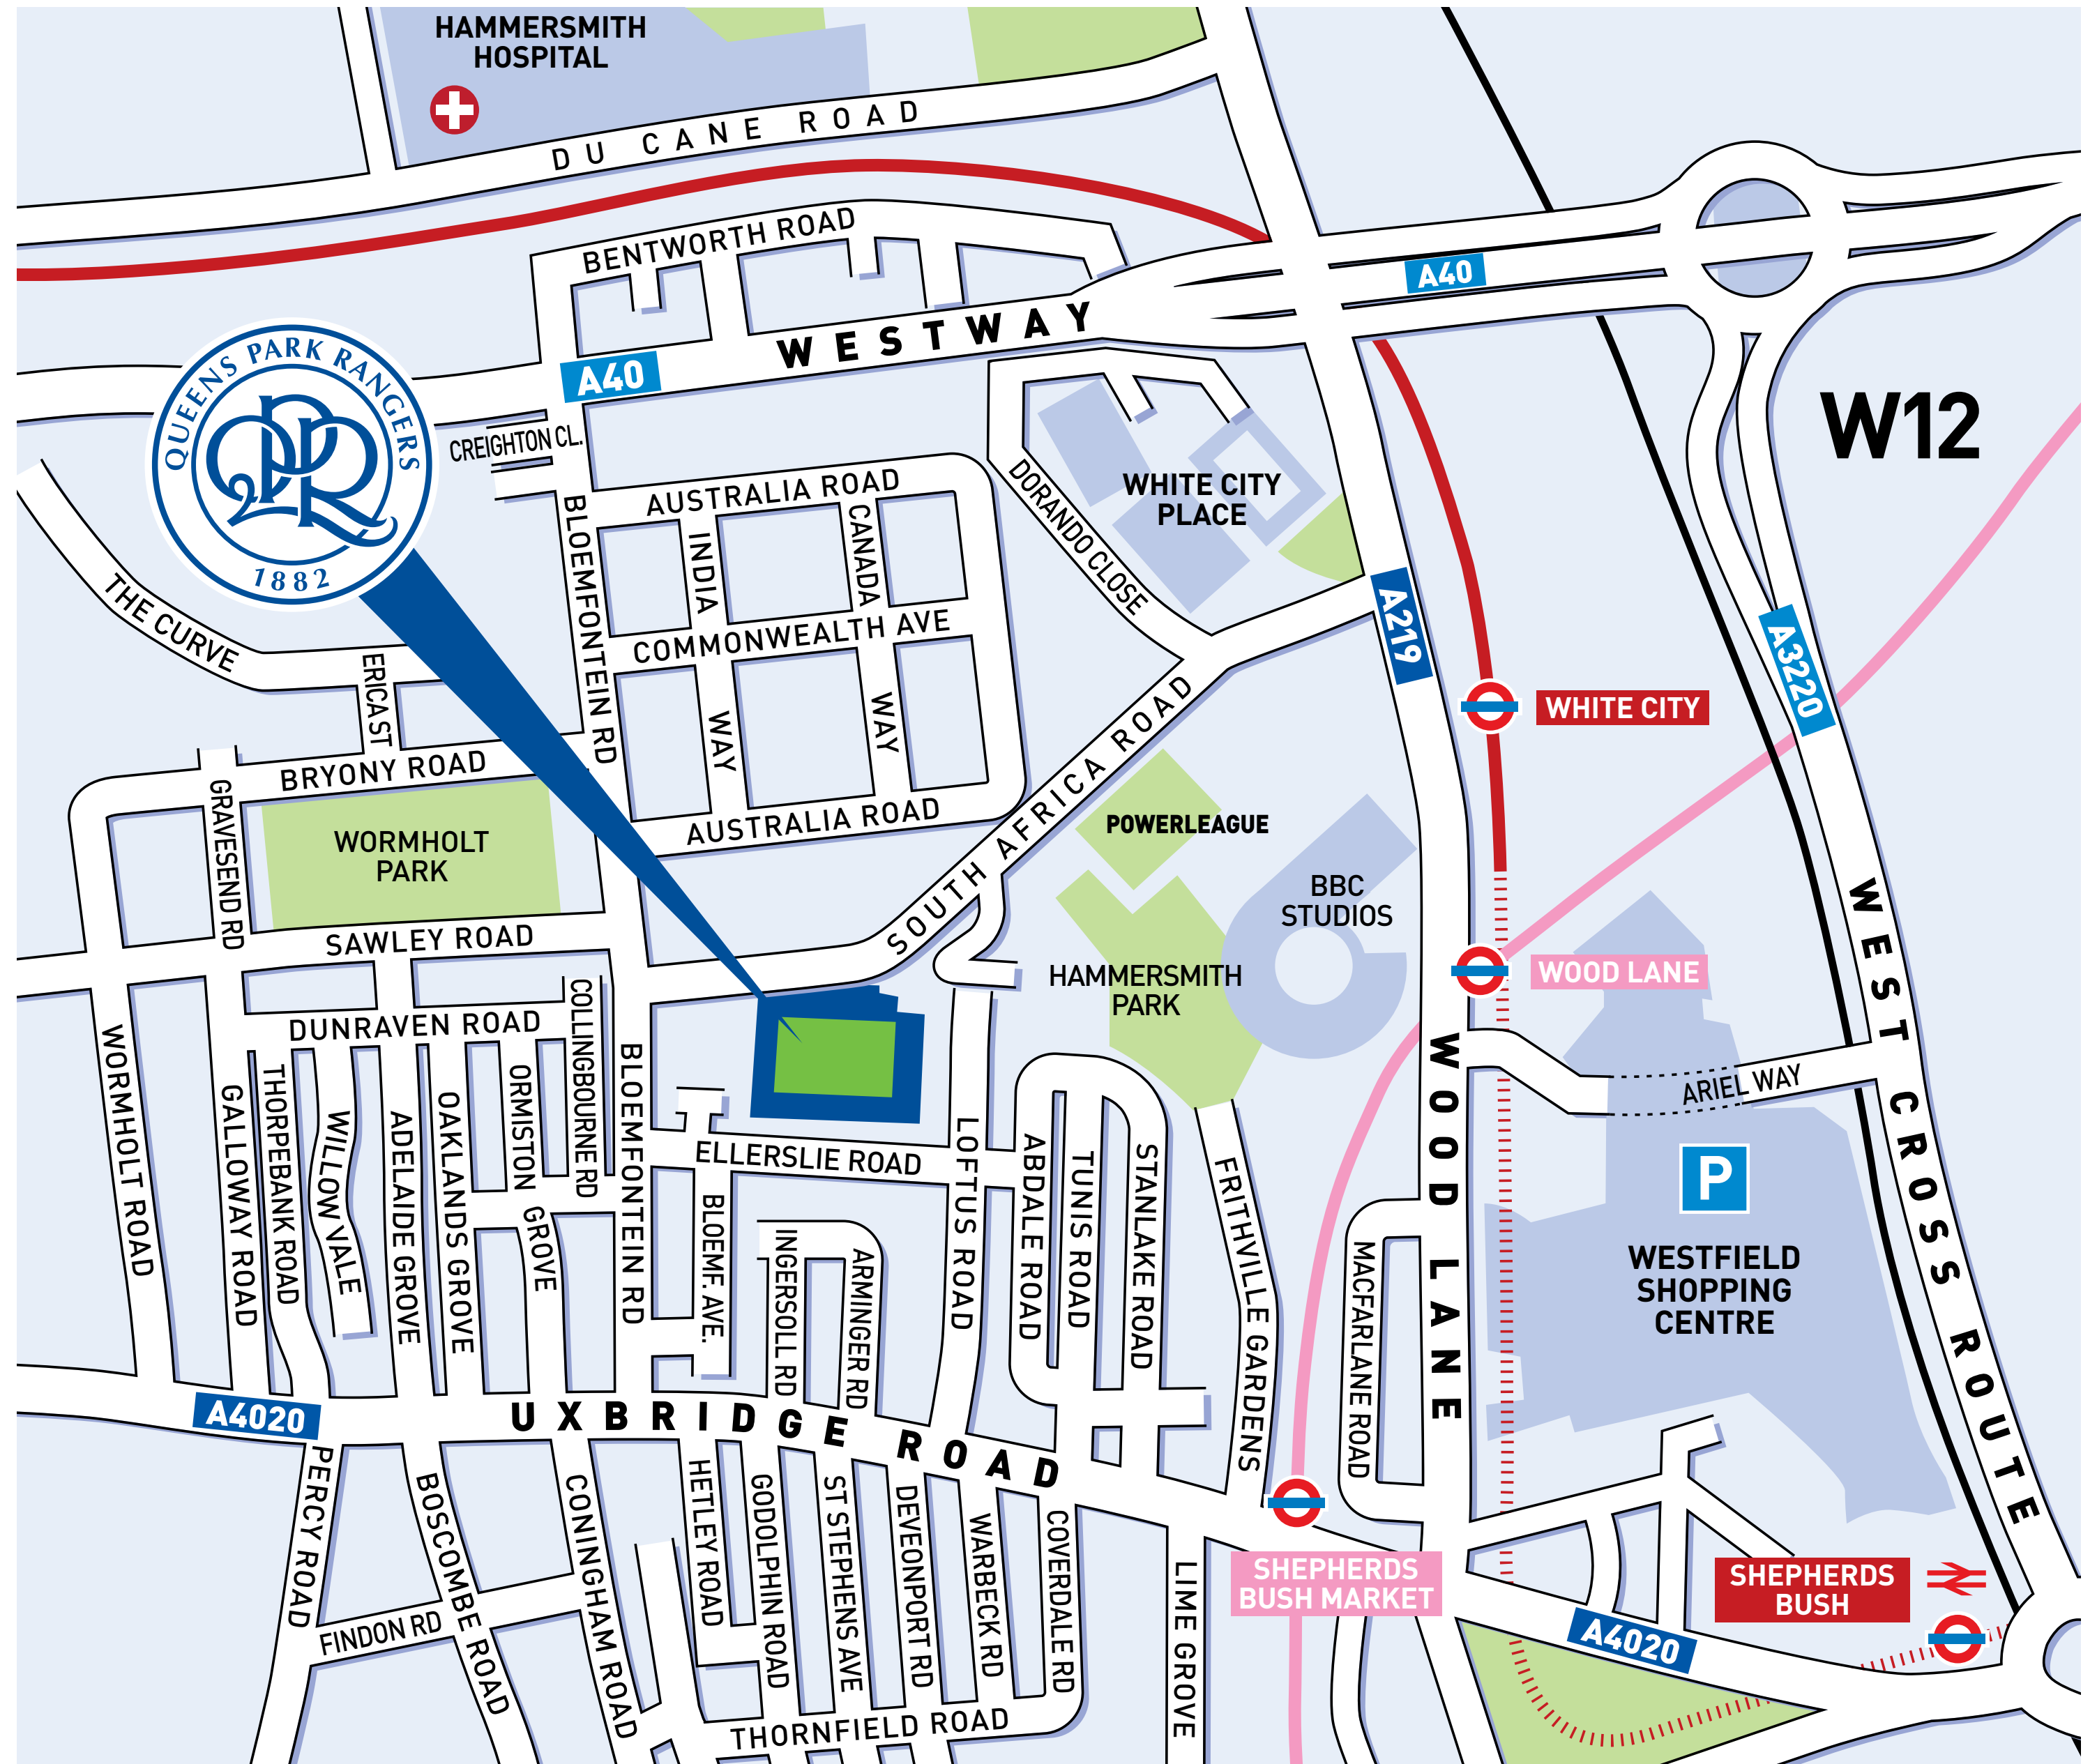 HAMMERSMITH
HOSPITAL
DU CANE ROAD
BENTWORTH ROAD
A40
WESTWAY
A40
QUEENS PARK RANGERS
QPR
1882
W12
CREIGHTON CL.
AUSTRALIA ROAD
DORANDO CLOSE
WHITE CITY
PLACE
BLOEMFONTEIN RD
INDIA
WAY
CANADA
WAY
THE CURVE
COMMONWEALTH AVE
A219
A3220
ERICA ST
WHITE CITY
BRYONY ROAD
GRAVESEND RD
AUSTRALIA ROAD
SOUTH AFRICA ROAD
POWERLEAGUE
WORMHOLT
PARK
BBC
STUDIOS
SAWLEY ROAD
HAMMERSMITH
PARK
WOOD LANE
WEST CROSS ROUTE
DUNRAVEN ROAD
COLLINGBOURNE RD
WORMHOLT ROAD
GALLOWAY ROAD
THORPEBANK ROAD
WILLOW VALE
ADELAIDE GROVE
OAKLANDS GROVE
ORMISTON
GROVE
BLOEMFONTEIN RD
ELLERSLIE ROAD
BLOEMF. AVE.
INGERSOLL RD
ARMINGER RD
LOFTUS ROAD
ABDALE ROAD
TUNIS ROAD
STANLAKE ROAD
FRITHVILLE GARDENS
MACFARLANE ROAD
WOOD LANE
ARIEL WAY
P
WESTFIELD
SHOPPING
CENTRE
A4020
UXBRIDGE ROAD
PERCY ROAD
BOSCOMBE ROAD
FINDON RD
CONINGHAM ROAD
HETLEY ROAD
GODOLPHIN ROAD
ST STEPHENS AVE
DEVEONPORT RD
WARBECK RD
COVERDALE RD
THORNFIELD ROAD
LIME GROVE
SHEPHERDS
BUSH MARKET
A4020
SHEPHERDS
BUSH